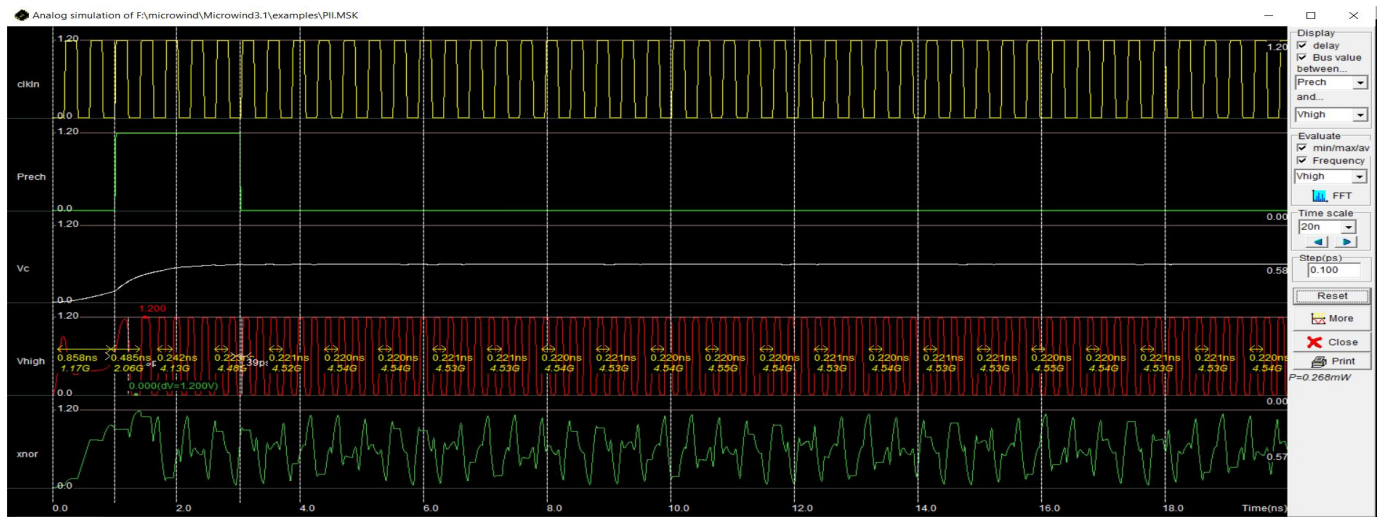 Analog simulation of F:\microwind\Microwind3.1\examples\PII.MSK
1.20
1.20
clkIn
0.0
1.20
Prech
0.0
0.00
1.20
Vc
0.58
0.0
1.200
1.20
Vhigh
0.858ns 0.485ns 0.242ns 0.223n 39ps 0.221ns 0.220ns 0.220ns 0.221ns 0.221ns 0.220ns 0.220ns 0.220ns 0.221ns 0.220ns 0.221ns 0.221ns 0.220ns 0.220ns 0.221ns 0.221ns 0.220ns
1.17G 2.06G 4.13G 4.48G 4.52G 4.54G 4.54G 4.53G 4.53G 4.54G 4.55G 4.54G 4.53G 4.54G 4.53G 4.53G 4.55G 4.54G 4.53G 4.53G 4.54G
0.000(dV=1.200V)
0.0
0.00
1.20
xnor
0.57
0.0
0.0 2.0 4.0 6.0 8.0 10.0 12.0 14.0 16.0 18.0 Time(ns)
Display
delay
Bus value
between...
Prech
and...
Vhigh
Evaluate
min/max/av
Frequency
Vhigh
FFT
Time scale
20n
Step(ps)
0.100
Reset
More
Close
Print
P=0.268mW